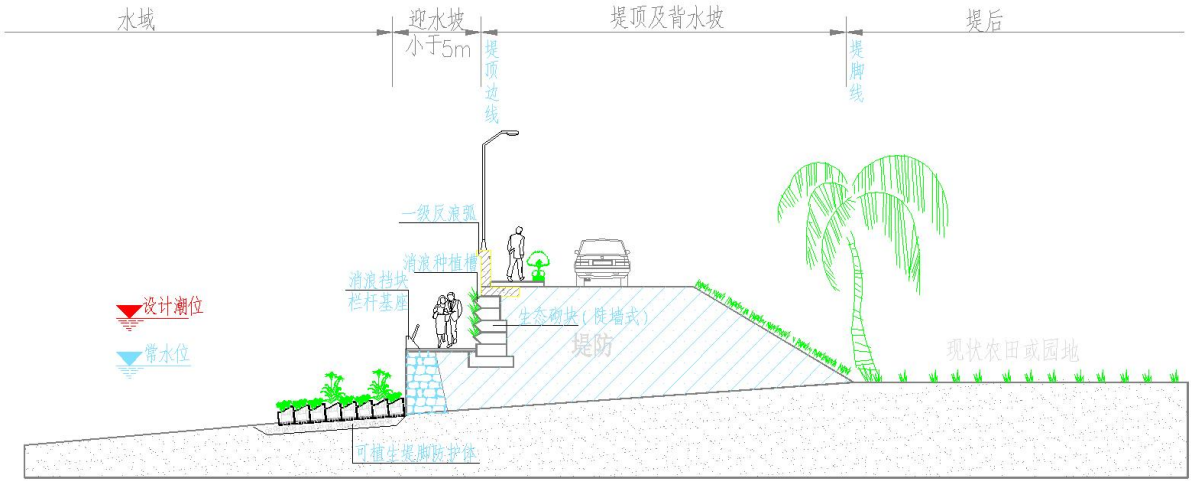 水域
迎水坡
小于5m
堤顶及背水坡
堤后
堤顶边线
堤脚线
一级反浪弧
消浪种植槽
消浪挡块
栏杆基座
设计潮位
常水位
生态砌块(陡墙式)
堤防
现状农田或园地
可植生堤脚防护体